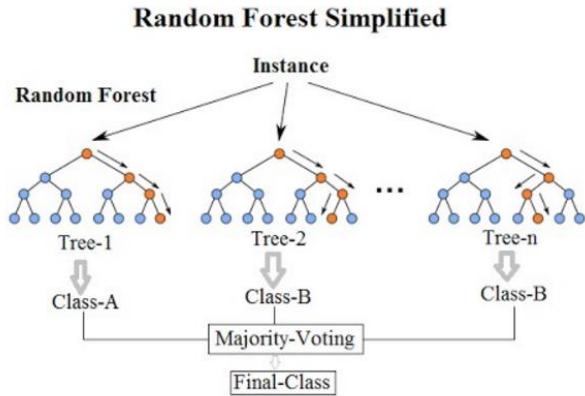 Random Forest Simplified
Instance
Random Forest
...
Tree-1 Tree-2 Tree-n
Class-A Class-B Class-B
Majority-Voting
Final-Class